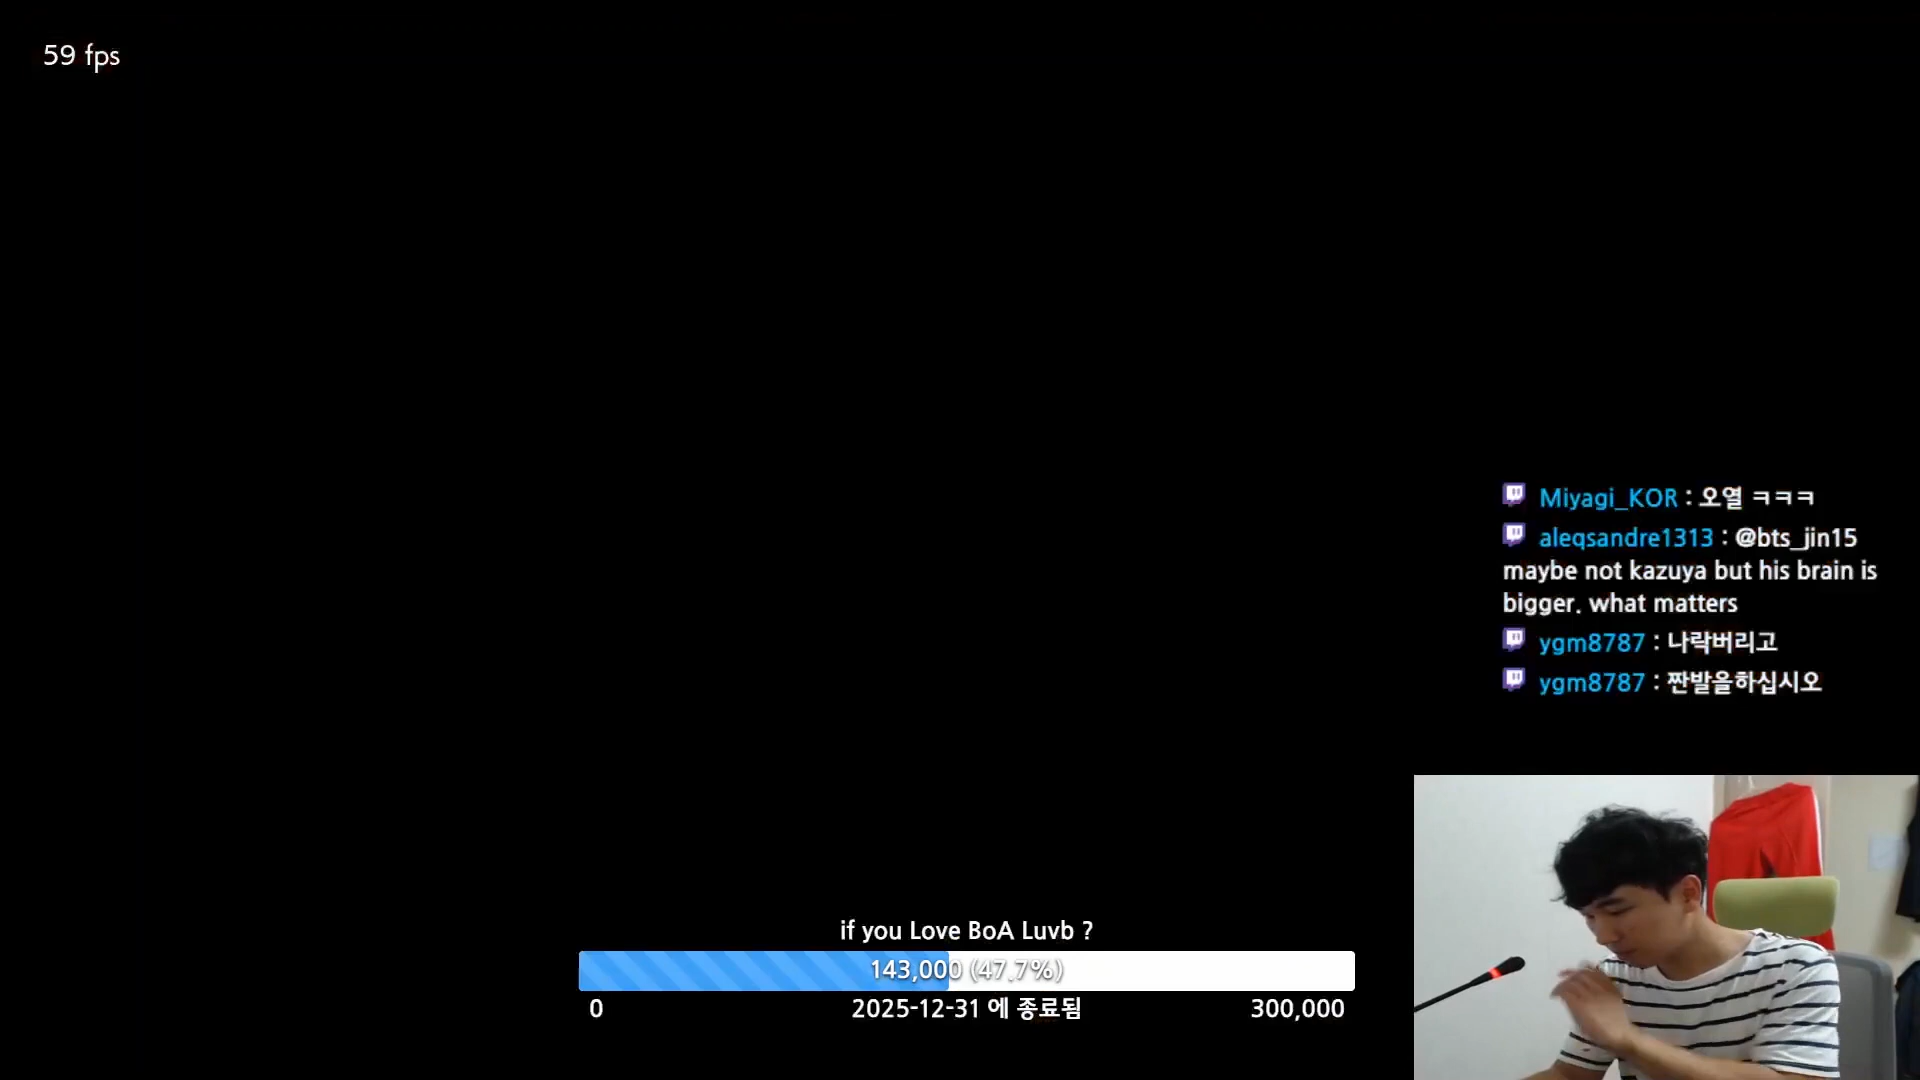 59 fps
Miyagi_KOR : 오열 ㅋㅋㅋ
aleqsandre1313 : @bts_jin15
maybe not kazuya but his brain is
bigger. what matters
ygm8787 : 나락버리고
ygm8787 : 짠발을하십시오
if you Love BoA Luvb ?
143,000 (47.7%)
0 2025-12-31 에 종료됨 300,000